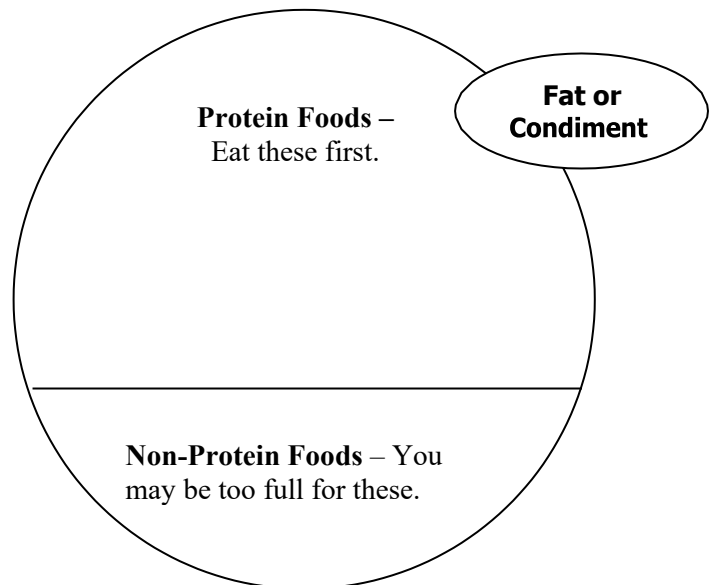 Protein Foods –
Eat these first.
Fat or
Condiment
Non-Protein Foods – You
may be too full for these.